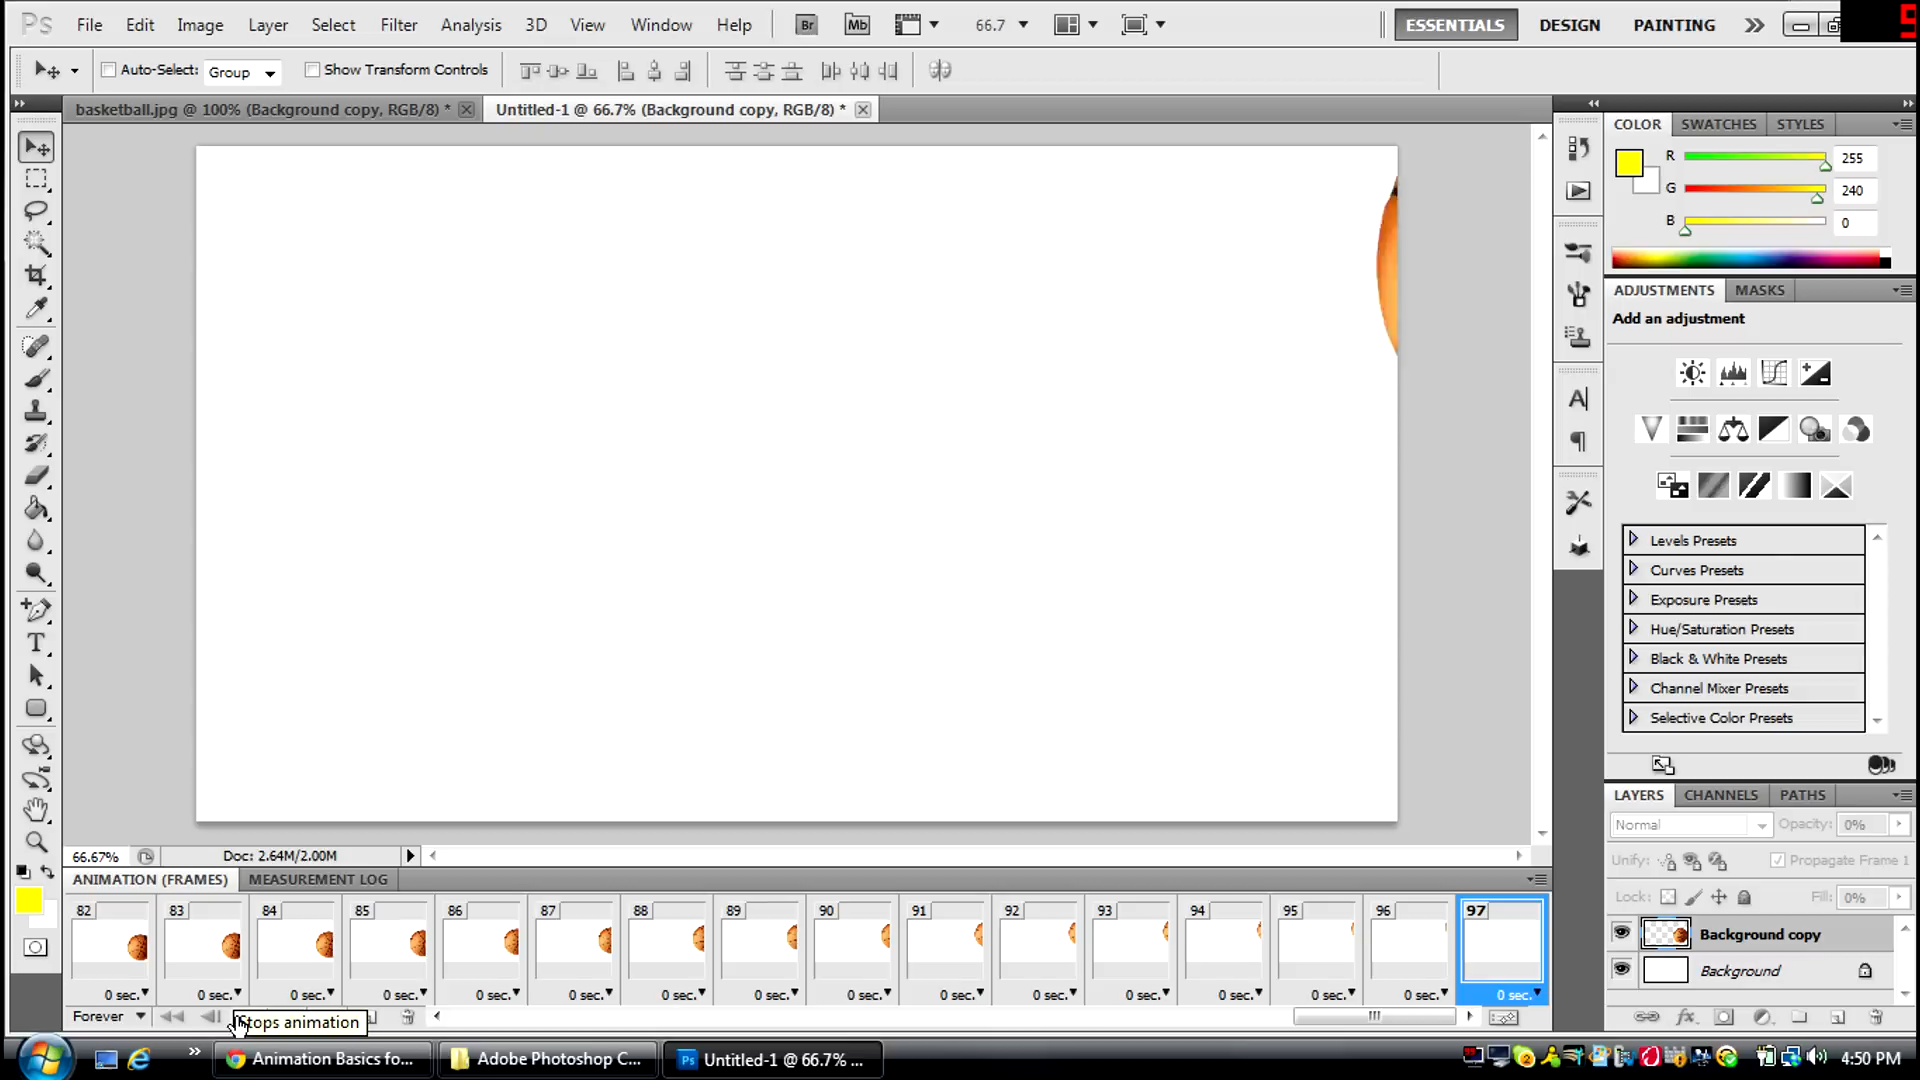 Ps File Edit Image Layer Select Filter Analysis 3D View Window Help Br Mb 66.7 ESSENTIALS DESIGN PAINTING
Auto-Select: Group Show Transform Controls
basketball.jpg @ 100% (Background copy, RGB/8) * Untitled-1 @ 66.7% (Background copy, RGB/8) *
COLOR SWATCHES STYLES
R 255
G 240
B 0
ADJUSTMENTS MASKS
Add an adjustment
Levels Presets
Curves Presets
Exposure Presets
Hue/Saturation Presets
Black & White Presets
Channel Mixer Presets
Selective Color Presets
LAYERS CHANNELS PATHS
Normal Opacity: 0%
Unify: Propagate Frame 1
Lock: Fill: 0%
Background copy
Background
66.67% Doc: 2.64M/2.00M
ANIMATION (FRAMES) MEASUREMENT LOG
82 83 84 85 86 87 88 89 90 91 92 93 94 95 96 97
0 sec. 0 sec. 0 sec. 0 sec. 0 sec. 0 sec. 0 sec. 0 sec. 0 sec. 0 sec. 0 sec. 0 sec. 0 sec. 0 sec. 0 sec. 0 sec.
Forever Stops animation
Animation Basics fo... Adobe Photoshop C... Ps Untitled-1 @ 66.7% ... 4:50 PM